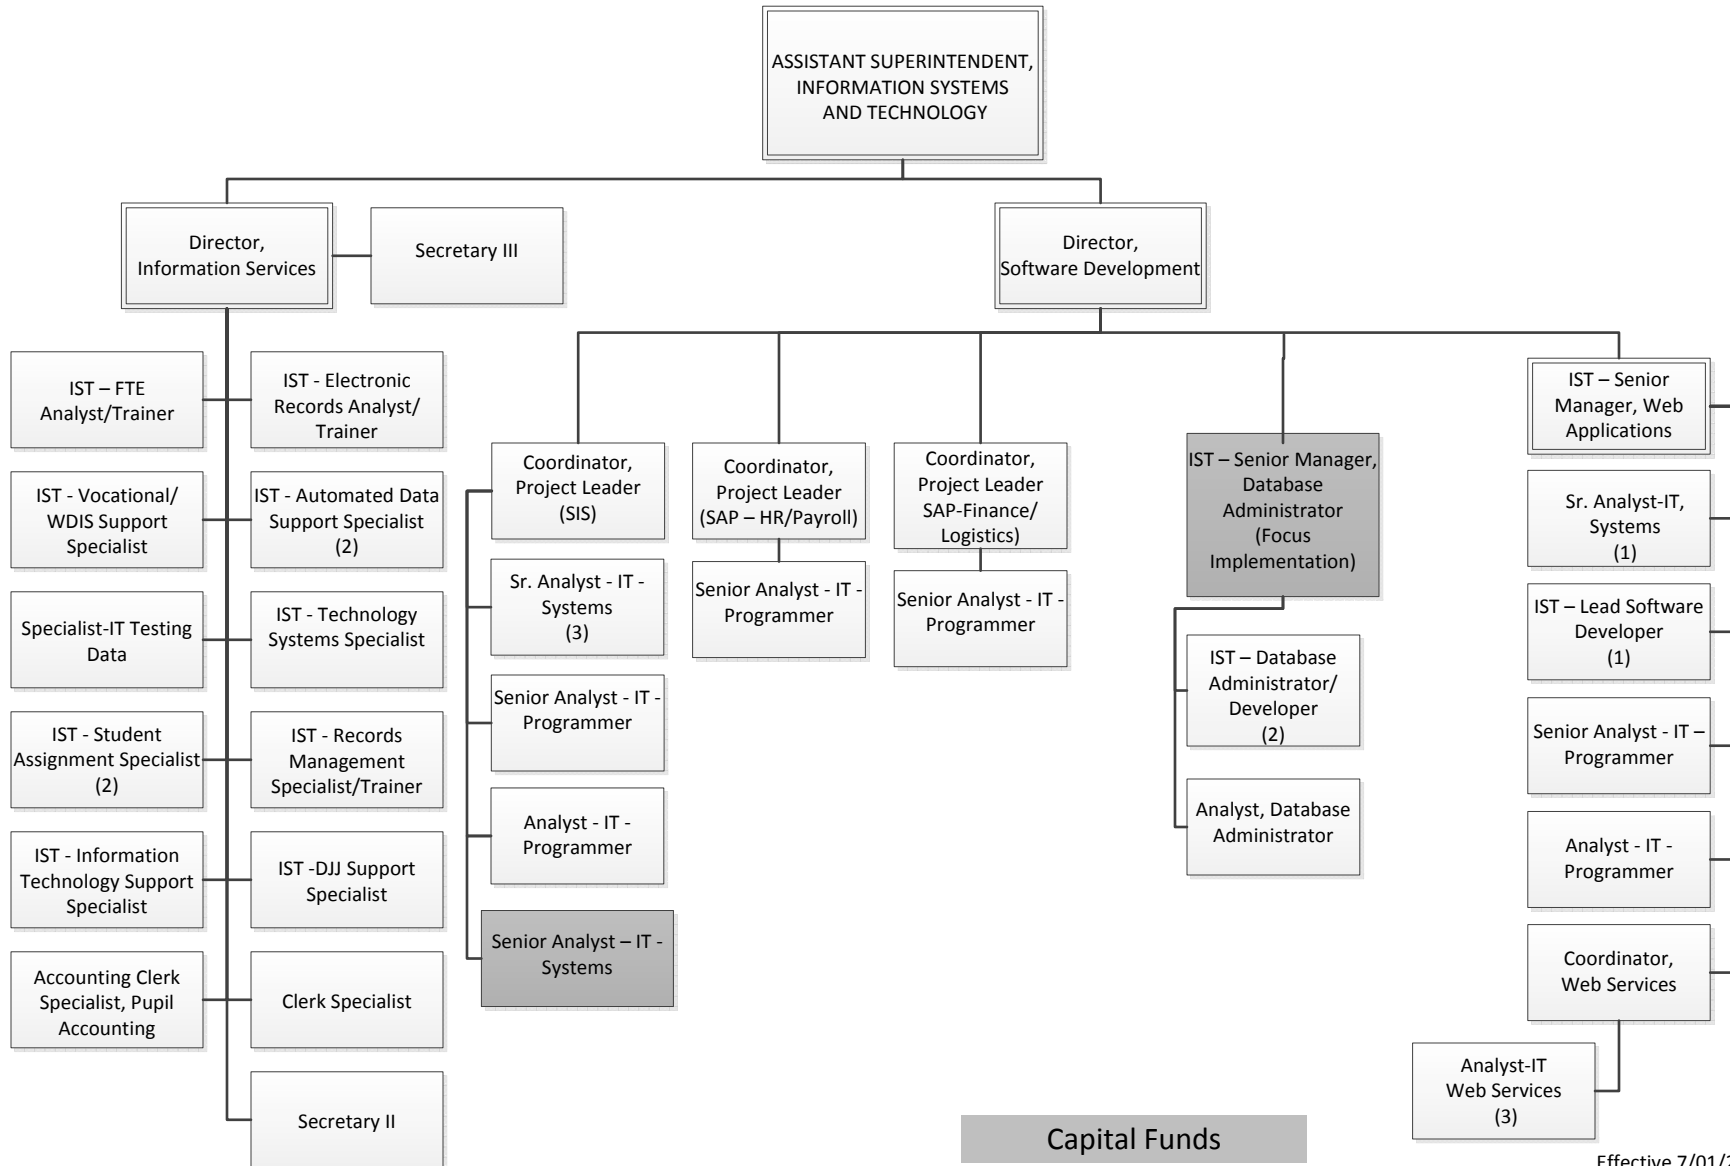 ASSISTANT SUPERINTENDENT,
INFORMATION SYSTEMS
AND TECHNOLOGY
Director,
Information Services
Secretary III
Director,
Software Development
IST – FTE
Analyst/Trainer
IST - Electronic
Records Analyst/
Trainer
IST - Vocational/
WDIS Support
Specialist
IST - Automated Data
Support Specialist
(2)
Specialist-IT Testing
Data
IST - Technology
Systems Specialist
IST - Student
Assignment Specialist
(2)
IST - Records
Management
Specialist/Trainer
IST - Information
Technology Support
Specialist
IST -DJJ Support
Specialist
Accounting Clerk
Specialist, Pupil
Accounting
Clerk Specialist
Secretary II
Coordinator,
Project Leader
(SIS)
Sr. Analyst - IT -
Systems
(3)
Senior Analyst - IT -
Programmer
Analyst - IT -
Programmer
Senior Analyst – IT -
Systems
Coordinator,
Project Leader
(SAP – HR/Payroll)
Senior Analyst - IT -
Programmer
Coordinator,
Project Leader
SAP-Finance/
Logistics)
Senior Analyst - IT -
Programmer
IST – Senior Manager,
Database
Administrator
(Focus
Implementation)
IST – Database
Administrator/
Developer
(2)
Analyst, Database
Administrator
IST – Senior
Manager, Web
Applications
Sr. Analyst-IT,
Systems
(1)
IST – Lead Software
Developer
(1)
Senior Analyst - IT –
Programmer
Analyst - IT -
Programmer
Coordinator,
Web Services
Analyst-IT
Web Services
(3)
Capital Funds
Effective 7/01/2